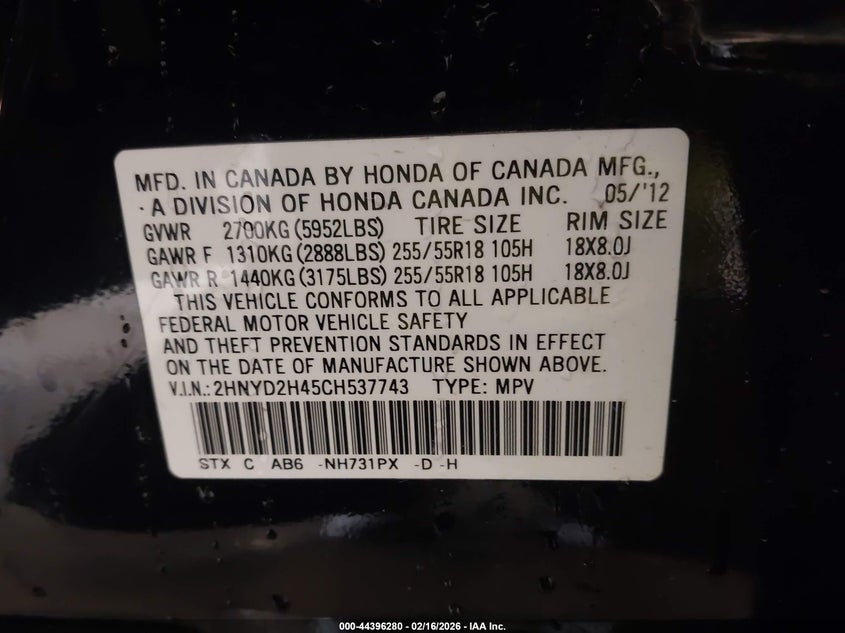 MFD. IN CANADA BY HONDA OF CANADA MFG.,
A DIVISION OF HONDA CANADA INC. 05/'12
GVWR 2700KG (5952LBS) TIRE SIZE RIM SIZE
GAWR F 1310KG (2888LBS) 255/55R18 105H 18X8.0J
GAWR R 1440KG (3175LBS) 255/55R18 105H 18X8.0J
THIS VEHICLE CONFORMS TO ALL APPLICABLE
FEDERAL MOTOR VEHICLE SAFETY
AND THEFT PREVENTION STANDARDS IN EFFECT
ON THE DATE OF MANUFACTURE SHOWN ABOVE.
V.I.N.: 2HNYD2H45CH537743 TYPE: MPV
STX C AB6 -NH731PX -D -H
000-44396280 - 02/16/2026 - IAA Inc.